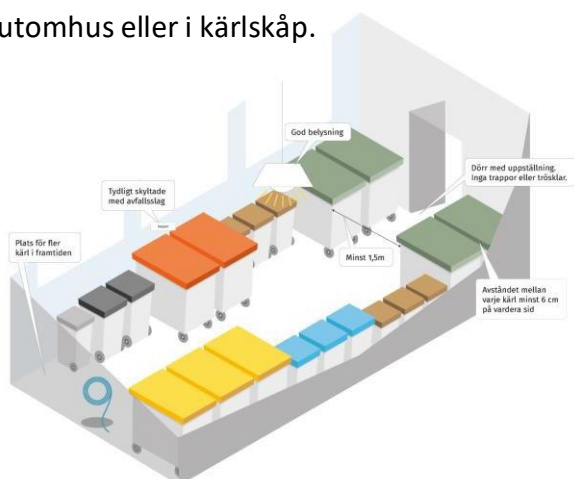 utomhus eller i kärlskåp.
God belysning
Tydligt skyltade
med avfallsslag
Dörr med uppställning.
Inga trappor eller trösklar.
Plats för fler
kärl i framtiden
Minst 1,5m
Avståndet mellan
varje kärl minst 6 cm
på vardera sid